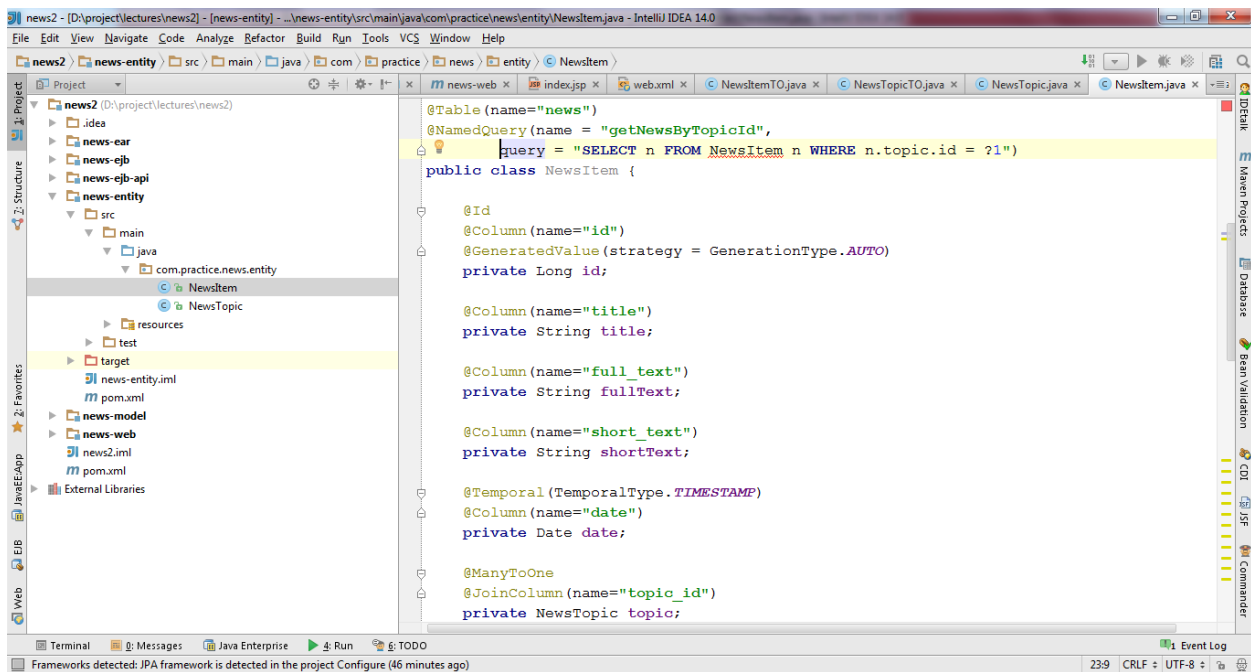 news2 - [D:\project\lectures\news2] - [news-entity] - ...\news-entity\src\main\java\com\practice\news\entity\NewsItem.java - IntelliJ IDEA 14.0
File Edit View Navigate Code Analyze Refactor Build Run Tools VCS Window Help
news2 news-entity src main java com practice news entity NewsItem
Project
news-web index.jsp web.xml NewsItemTO.java NewsTopicTO.java NewsTopic.java NewsItem.java
1: Project
7: Structure
2: Favorites
JavaEE:App
EJB
Web
news2 (D:\project\lectures\news2)
.idea
news-ear
news-ejb
news-ejb-api
news-entity
src
main
java
com.practice.news.entity
NewsItem
NewsTopic
resources
test
target
news-entity.iml
pom.xml
news-model
news-web
news2.iml
pom.xml
External Libraries
@Table(name="news")
@NamedQuery(name = "getNewsByTopicId",
query = "SELECT n FROM NewsItem n WHERE n.topic.id = ?1")
public class NewsItem {
@Id
@Column(name="id")
@GeneratedValue(strategy = GenerationType.AUTO)
private Long id;
@Column(name="title")
private String title;
@Column(name="full_text")
private String fullText;
@Column(name="short_text")
private String shortText;
@Temporal(TemporalType.TIMESTAMP)
@Column(name="date")
private Date date;
@ManyToOne
@JoinColumn(name="topic_id")
private NewsTopic topic;
IDEtalk
Maven Projects
Database
Bean Validation
CDI
JSF
Commander
Terminal 0: Messages Java Enterprise 4: Run 6: TODO 1 Event Log
Frameworks detected: JPA framework is detected in the project Configure (46 minutes ago) 23:9 CRLF UTF-8